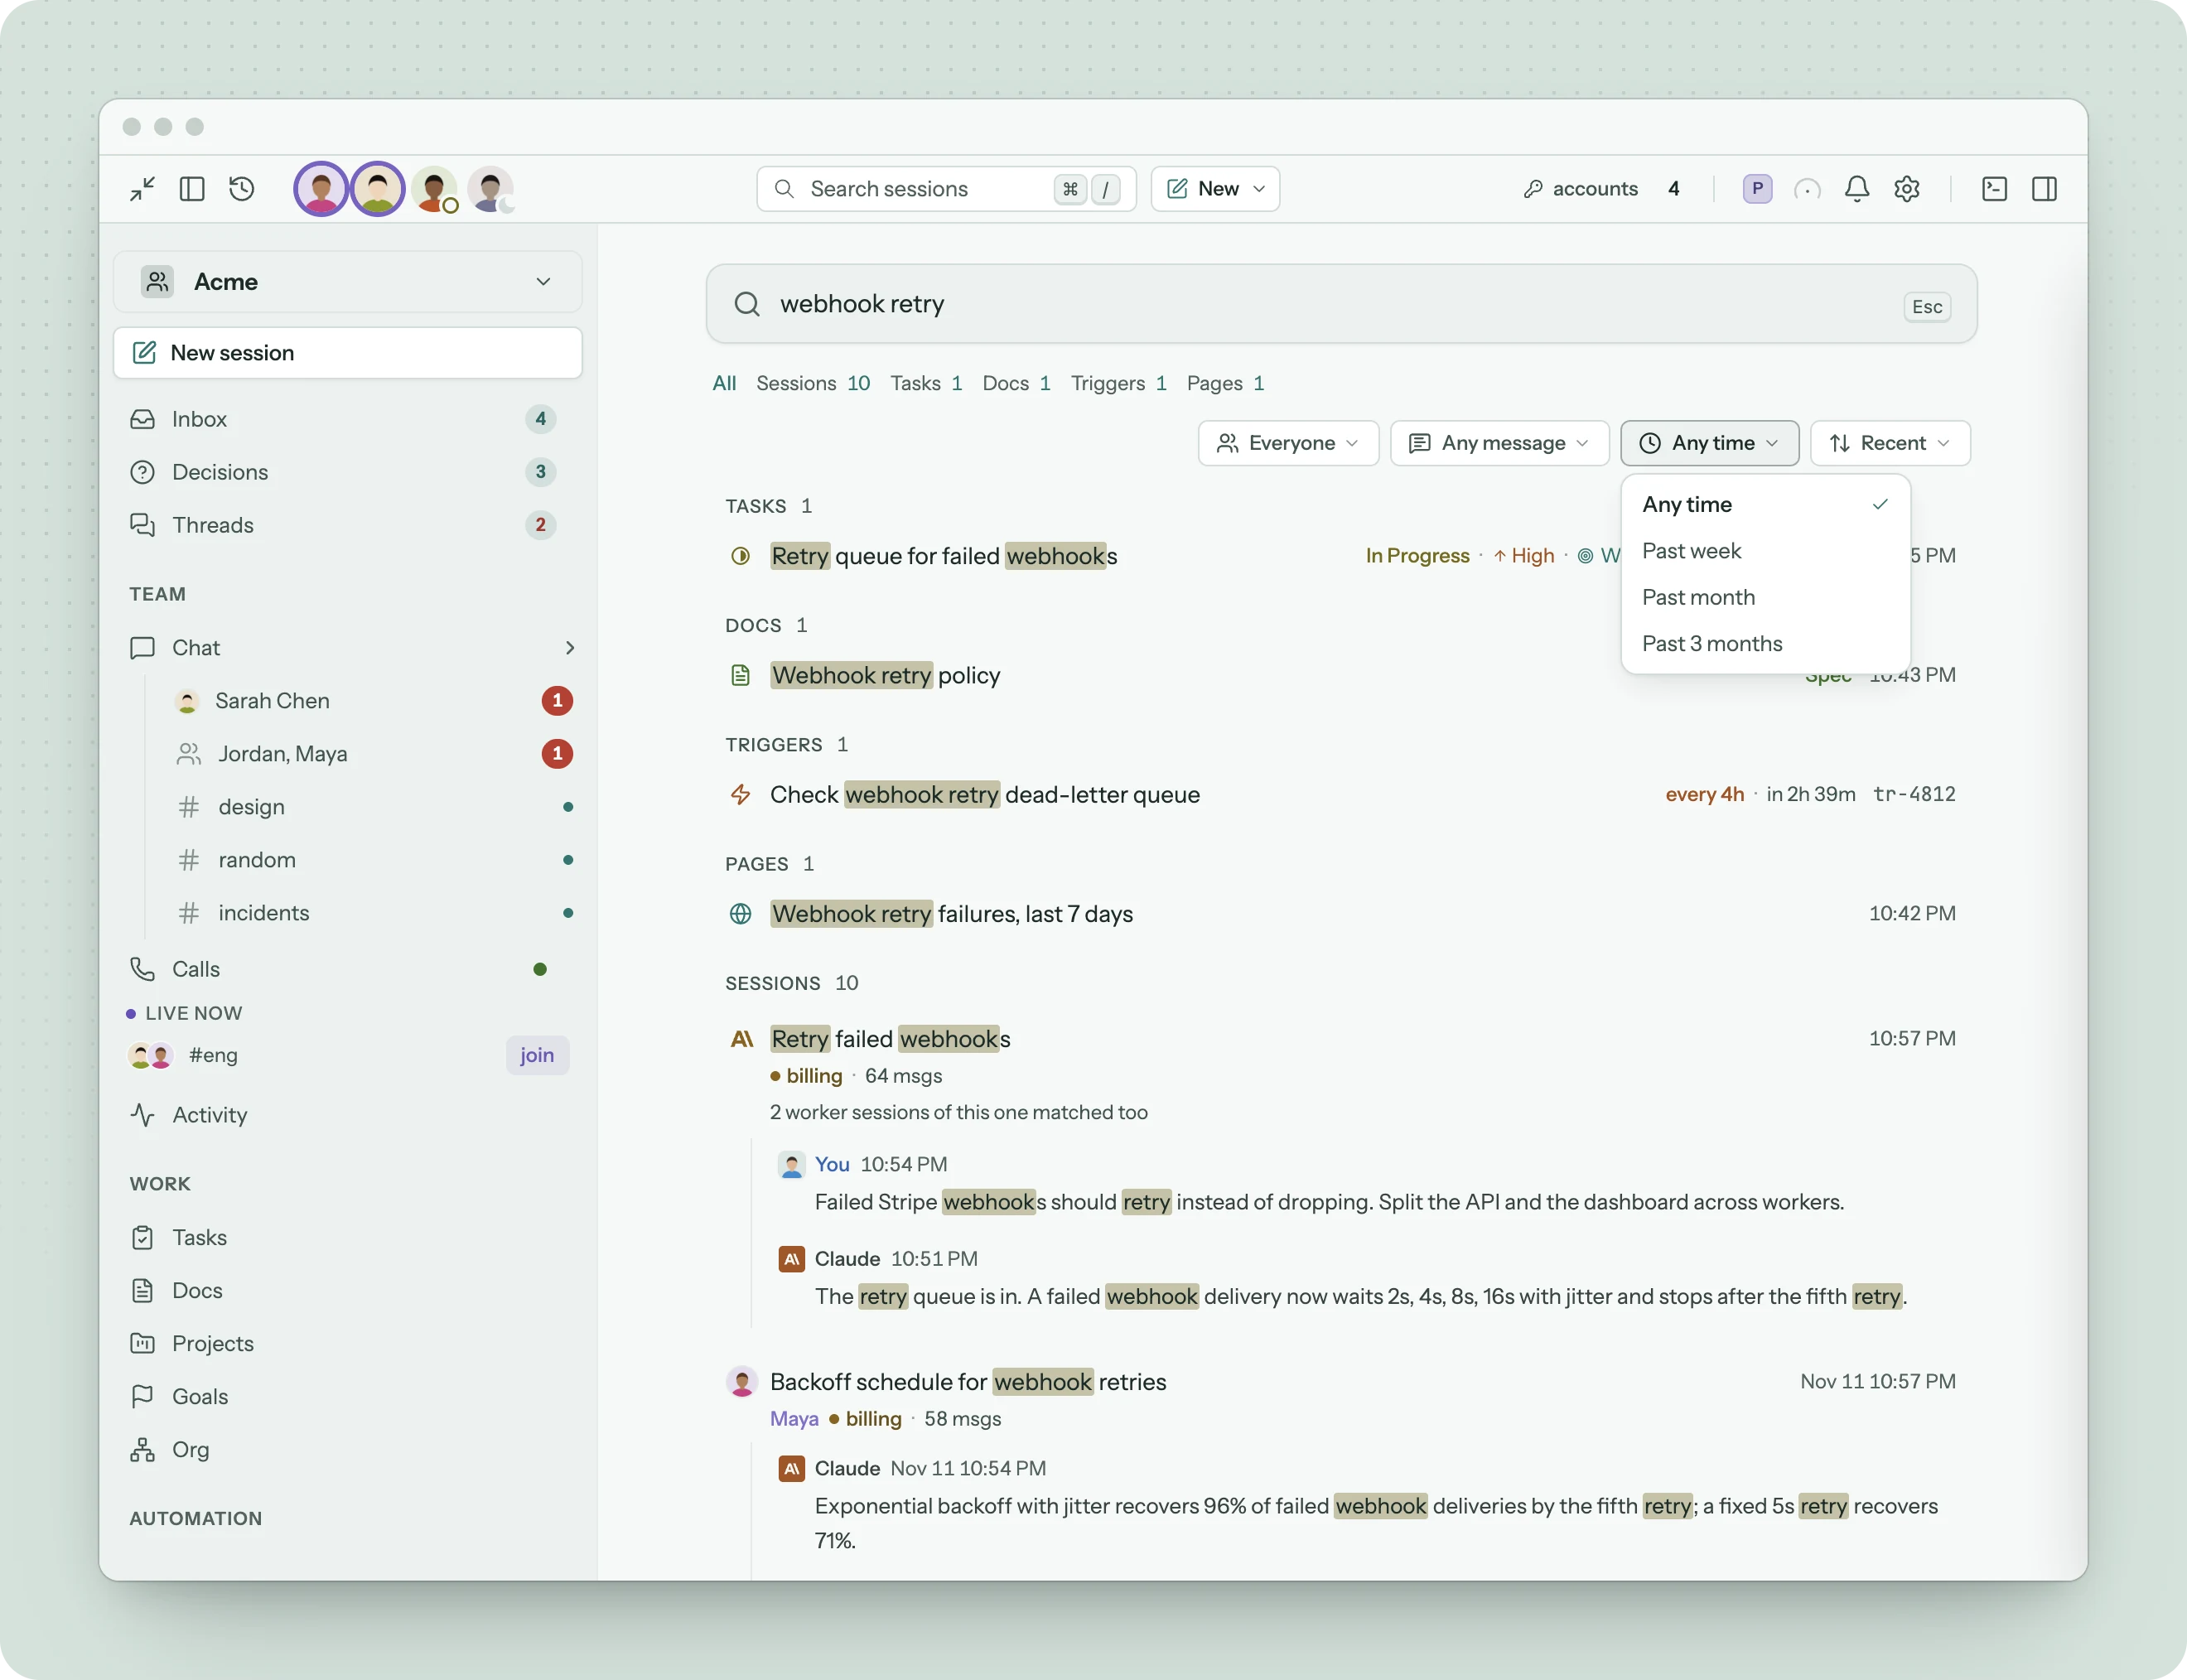 Search sessions ⌘ /
New
accounts 4
P
Acme
New session
Inbox 4
Decisions 3
Threads 2
TEAM
Chat
Sarah Chen 1
Jordan, Maya 1
# design
# random
# incidents
Calls
LIVE NOW
#eng join
Activity
WORK
Tasks
Docs
Projects
Goals
Org
AUTOMATION
webhook retry Esc
All Sessions 10 Tasks 1 Docs 1 Triggers 1 Pages 1
Everyone Any message Any time Recent
Any time
Past week
Past month
Past 3 months
TASKS 1
Retry queue for failed webhooks In Progress · ↑ High · W 5 PM
DOCS 1
Webhook retry policy Spec 10:43 PM
TRIGGERS 1
Check webhook retry dead-letter queue every 4h · in 2h 39m tr-4812
PAGES 1
Webhook retry failures, last 7 days 10:42 PM
SESSIONS 10
Retry failed webhooks 10:57 PM
billing · 64 msgs
2 worker sessions of this one matched too
You 10:54 PM
Failed Stripe webhooks should retry instead of dropping. Split the API and the dashboard across workers.
Claude 10:51 PM
The retry queue is in. A failed webhook delivery now waits 2s, 4s, 8s, 16s with jitter and stops after the fifth retry.
Backoff schedule for webhook retries Nov 11 10:57 PM
Maya billing · 58 msgs
Claude Nov 11 10:54 PM
Exponential backoff with jitter recovers 96% of failed webhook deliveries by the fifth retry; a fixed 5s retry recovers
71%.